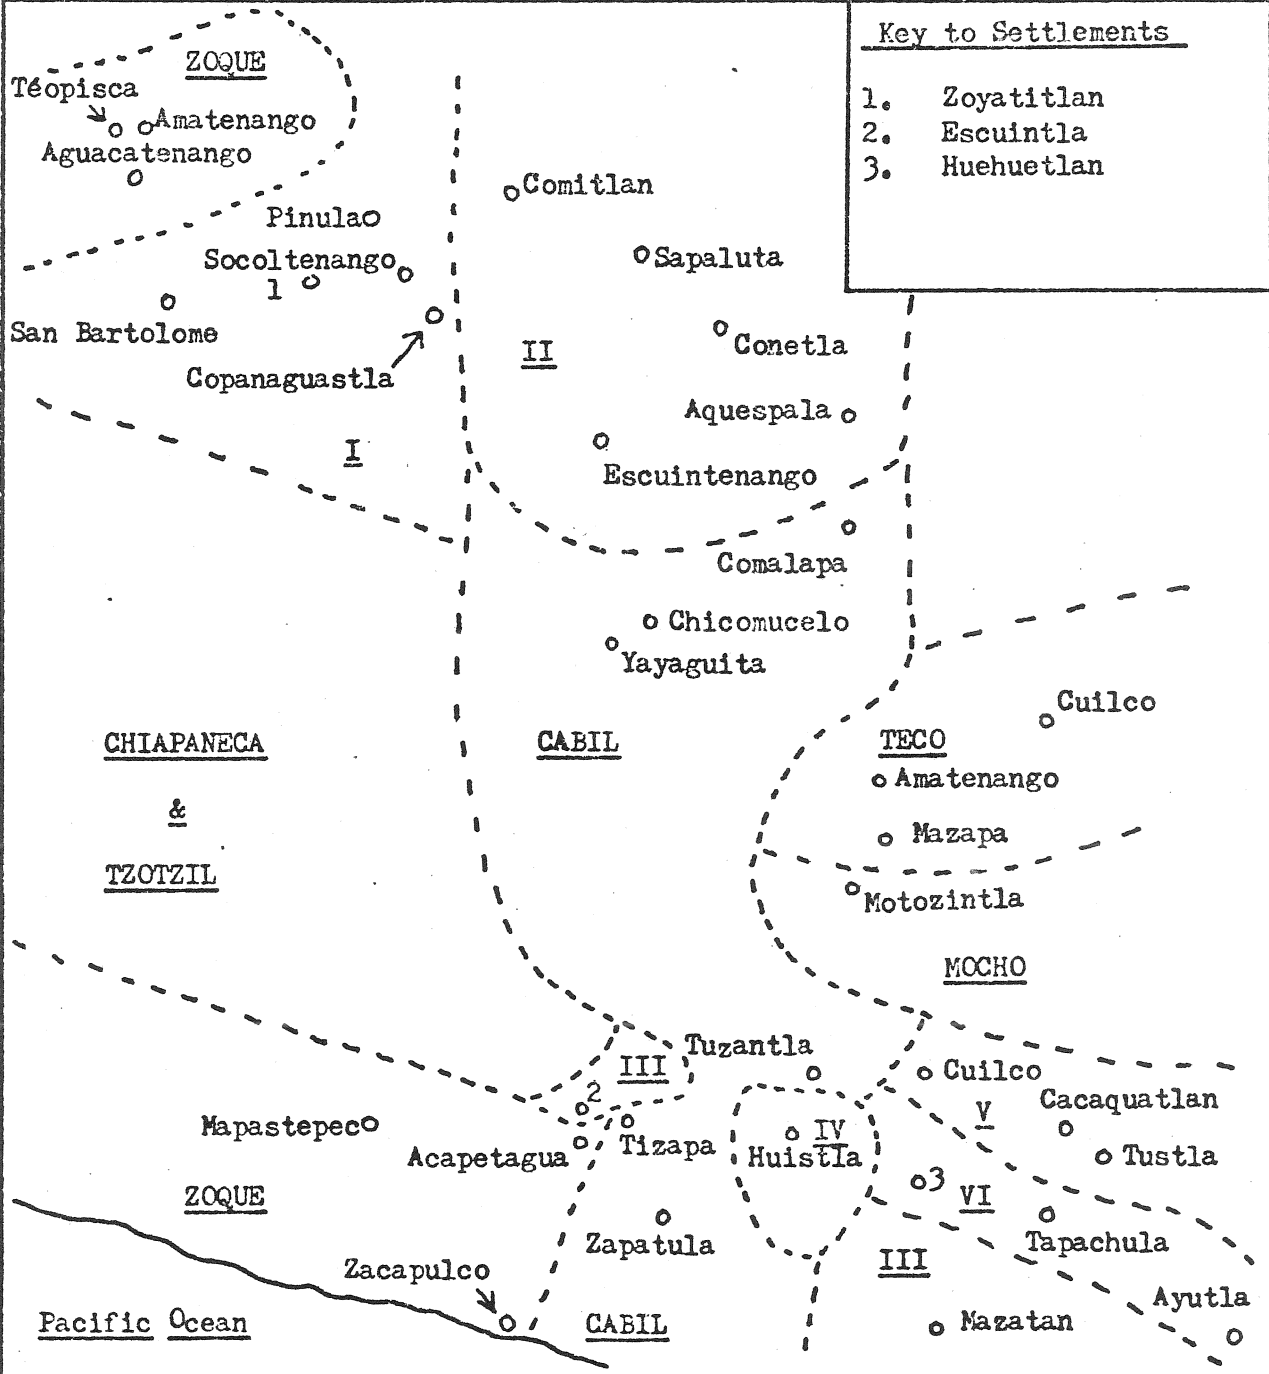 Key to Settlements
1. Zoyatitlan
2. Escuintla
3. Huehuetlan
ZOQUE
Téopisca
Amatenango
Aguacatenango
Pinula
Socoltenango
1
San Bartolome
Copanaguastla
Comitlan
Sapaluta
II
Conetla
Aquespala
I
Escuintenango
Comalapa
Chicomucelo
Yayaguita
Cuilco
CHIAPANECA
&
TZOTZIL
CABIL
TECO
Amatenango
Mazapa
Motozintla
MOCHO
Tuzantla
III
2
Cuilco
V
Cacaquatlan
Mapastepec
Acapetagua
Tizapa
IV
Huistla
Tustla
3
VI
ZOQUE
Zapatula
Tapachula
III
Zacapulco
Ayutla
Pacific Ocean
CABIL
Mazatan